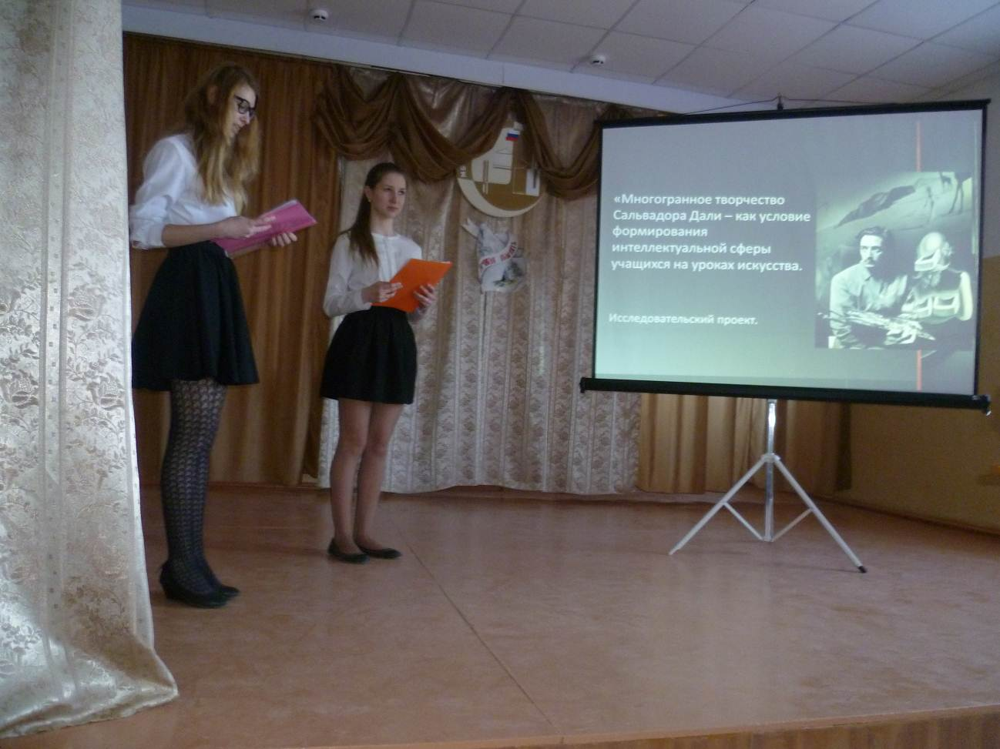 «Многогранное творчество
Сальвадора Дали – как условие
формирования
интеллектуальной сферы
учащихся на уроках искусства.
Исследовательский проект.